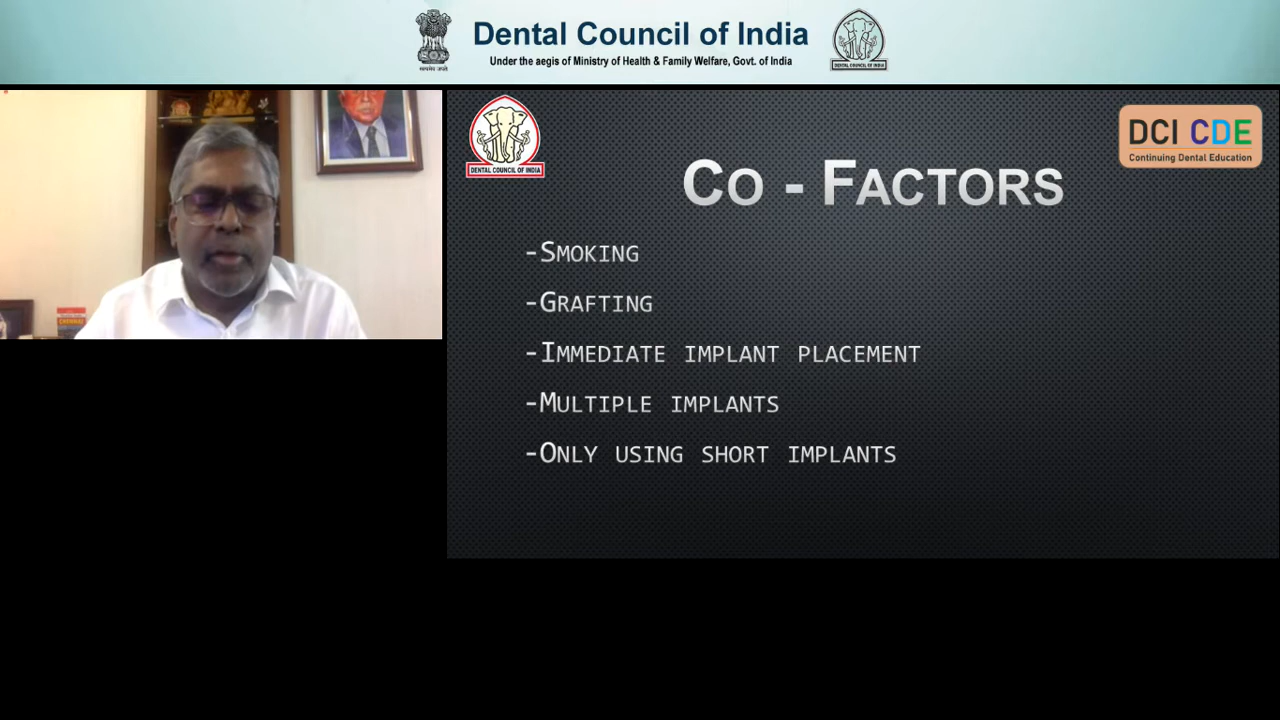 Dental Council of India
Under the aegis of Ministry of Health & Family Welfare, Govt. of India
DENTAL COUNCIL OF INDIA
DCI CDE
Continuing Dental Education
CO - FACTORS
-SMOKING
-GRAFTING
-IMMEDIATE IMPLANT PLACEMENT
-MULTIPLE IMPLANTS
-ONLY USING SHORT IMPLANTS